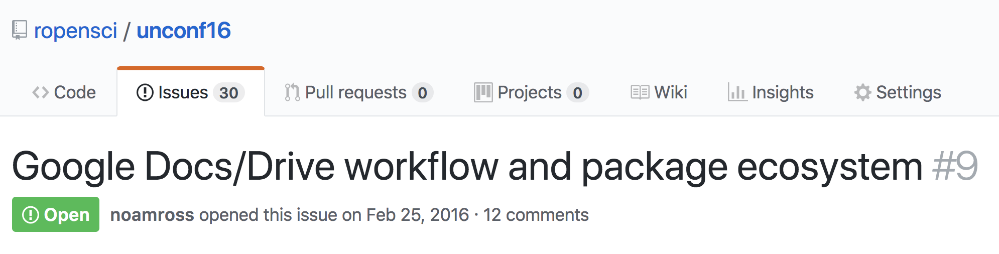 ropensci / unconf16
Code Issues 30 Pull requests 0 Projects 0 Wiki Insights Settings
Google Docs/Drive workflow and package ecosystem #9
Open noamross opened this issue on Feb 25, 2016 · 12 comments